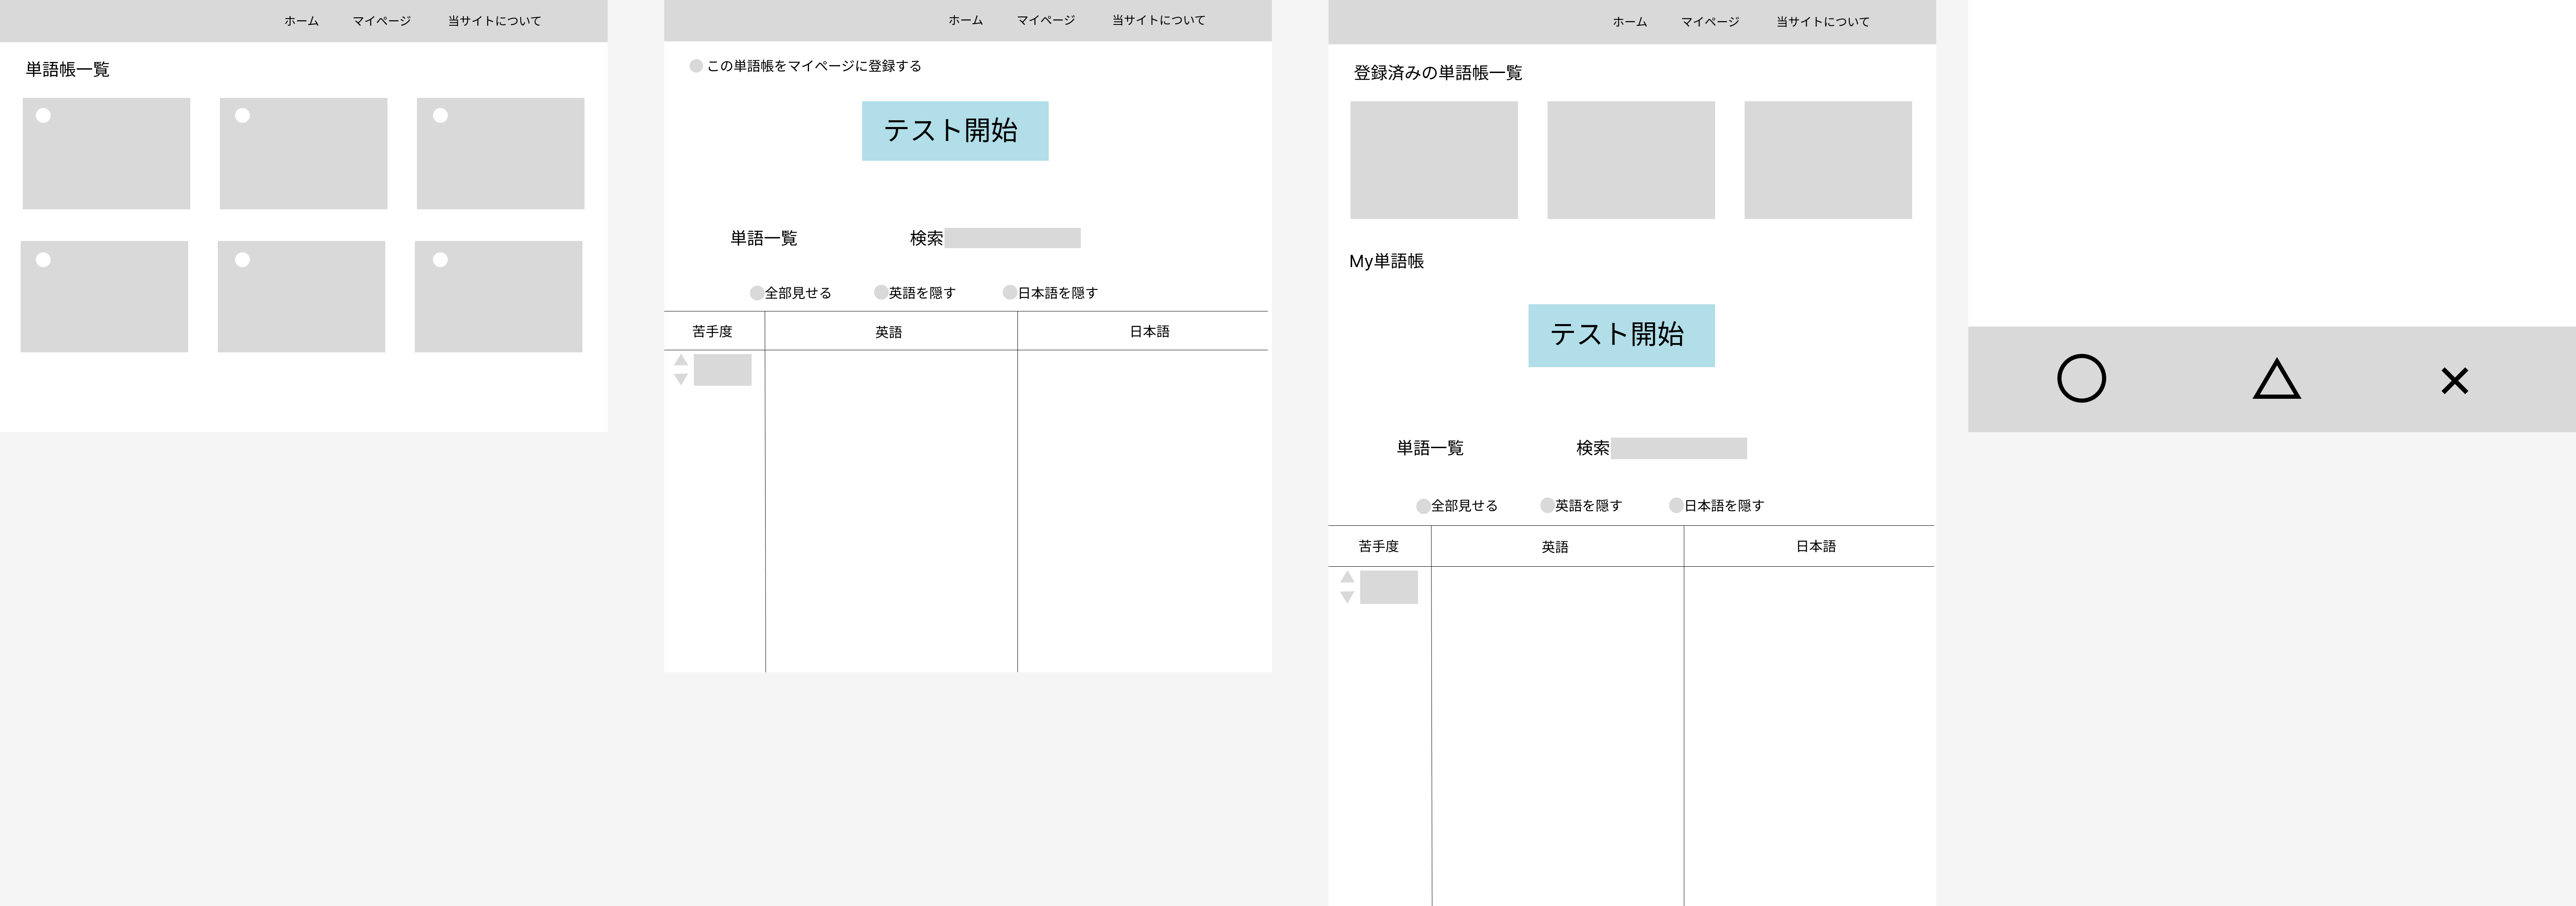 ホーム マイページ 当サイトについて
単語帳一覧
ホーム マイページ 当サイトについて
この単語帳をマイページに登録する
テスト開始
単語一覧 検索
全部見せる 英語を隠す 日本語を隠す
苦手度 英語 日本語
ホーム マイページ 当サイトについて
登録済みの単語帳一覧
My単語帳
テスト開始
単語一覧 検索
全部見せる 英語を隠す 日本語を隠す
苦手度 英語 日本語